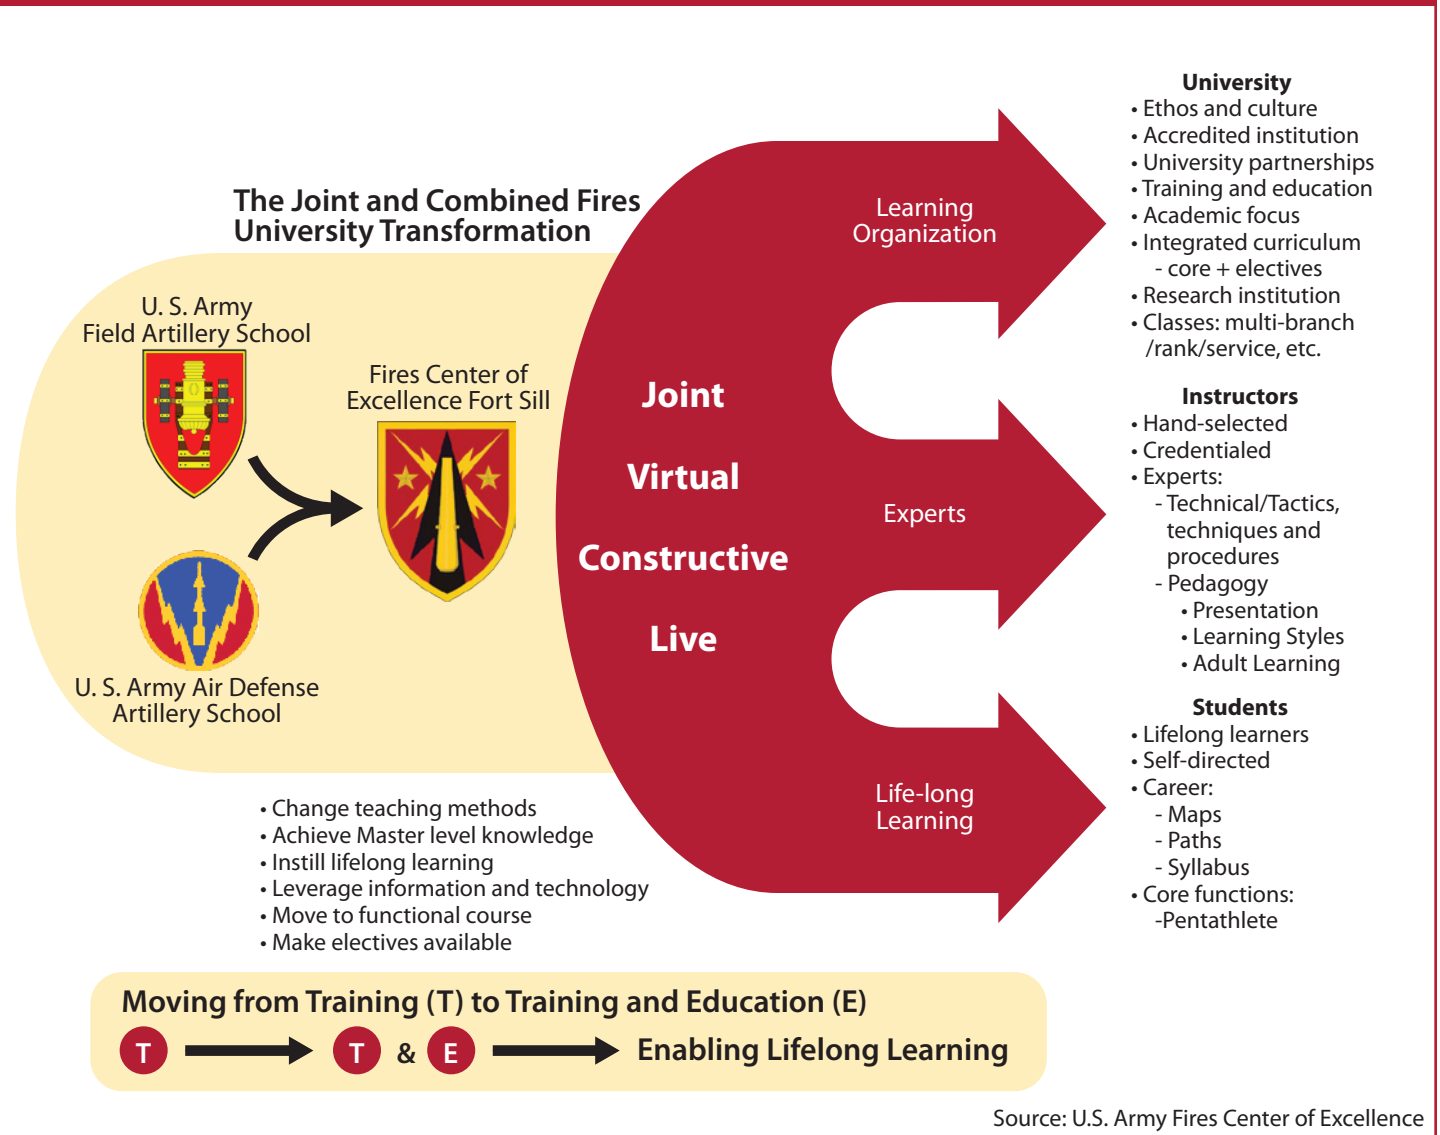 The Joint and Combined Fires
University Transformation
U. S. Army
Field Artillery School
Fires Center of
Excellence Fort Sill
U. S. Army Air Defense
Artillery School
Joint
Virtual
Constructive
Live
Learning
Organization
Experts
Life-long
Learning
University
• Ethos and culture
• Accredited institution
• University partnerships
• Training and education
• Academic focus
• Integrated curriculum
- core + electives
• Research institution
• Classes: multi-branch
/rank/service, etc.
Instructors
• Hand-selected
• Credentialed
• Experts:
- Technical/Tactics,
techniques and
procedures
- Pedagogy
• Presentation
• Learning Styles
• Adult Learning
Students
• Lifelong learners
• Self-directed
• Career:
- Maps
- Paths
- Syllabus
• Core functions:
-Pentathlete
• Change teaching methods
• Achieve Master level knowledge
• Instill lifelong learning
• Leverage information and technology
• Move to functional course
• Make electives available
Moving from Training (T) to Training and Education (E)
T T & E Enabling Lifelong Learning
Source: U.S. Army Fires Center of Excellence